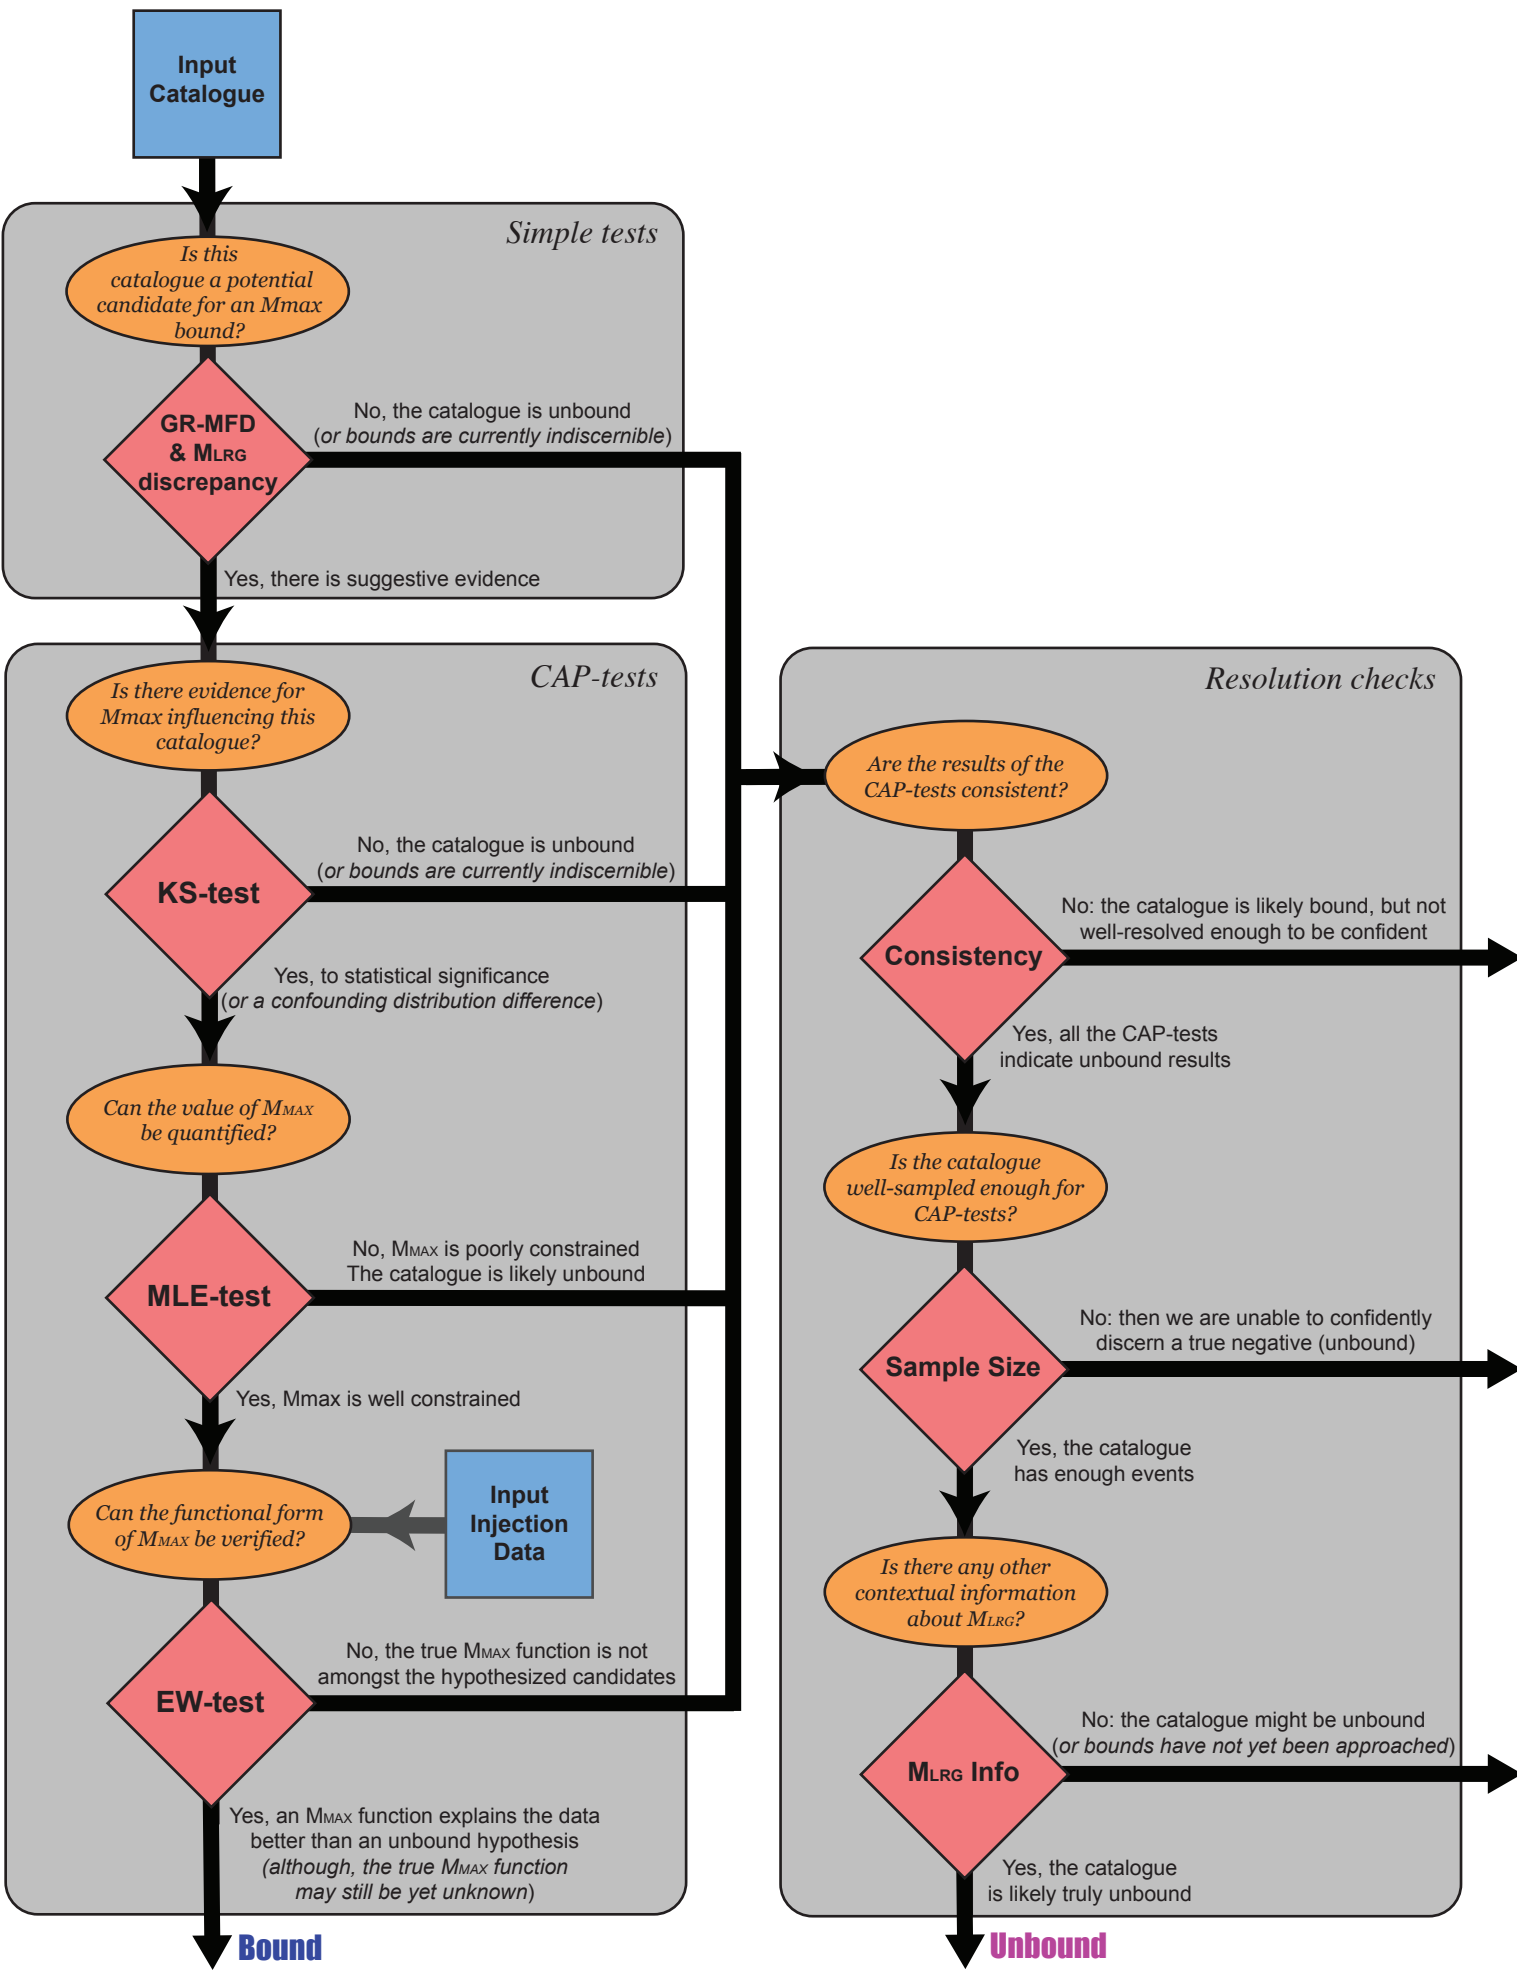 Input
Catalogue
Simple tests
Is this
catalogue a potential
candidate for an Mmax
bound?
GR-MFD
& MLRG
discrepancy
No, the catalogue is unbound
(or bounds are currently indiscernible)
Yes, there is suggestive evidence
CAP-tests
Is there evidence for
Mmax influencing this
catalogue?
KS-test
No, the catalogue is unbound
(or bounds are currently indiscernible)
Yes, to statistical significance
(or a confounding distribution difference)
Can the value of MMAX
be quantified?
MLE-test
No, MMAX is poorly constrained
The catalogue is likely unbound
Yes, Mmax is well constrained
Can the functional form
of MMAX be verified?
Input
Injection
Data
EW-test
No, the true MMAX function is not
amongst the hypothesized candidates
Yes, an MMAX function explains the data
better than an unbound hypothesis
(although, the true MMAX function
may still be yet unknown)
Bound
Resolution checks
Are the results of the
CAP-tests consistent?
Consistency
No: the catalogue is likely bound, but not
well-resolved enough to be confident
Yes, all the CAP-tests
indicate unbound results
Is the catalogue
well-sampled enough for
CAP-tests?
Sample Size
No: then we are unable to confidently
discern a true negative (unbound)
Yes, the catalogue
has enough events
Is there any other
contextual information
about MLRG?
MLRG Info
No: the catalogue might be unbound
(or bounds have not yet been approached)
Yes, the catalogue
is likely truly unbound
Unbound